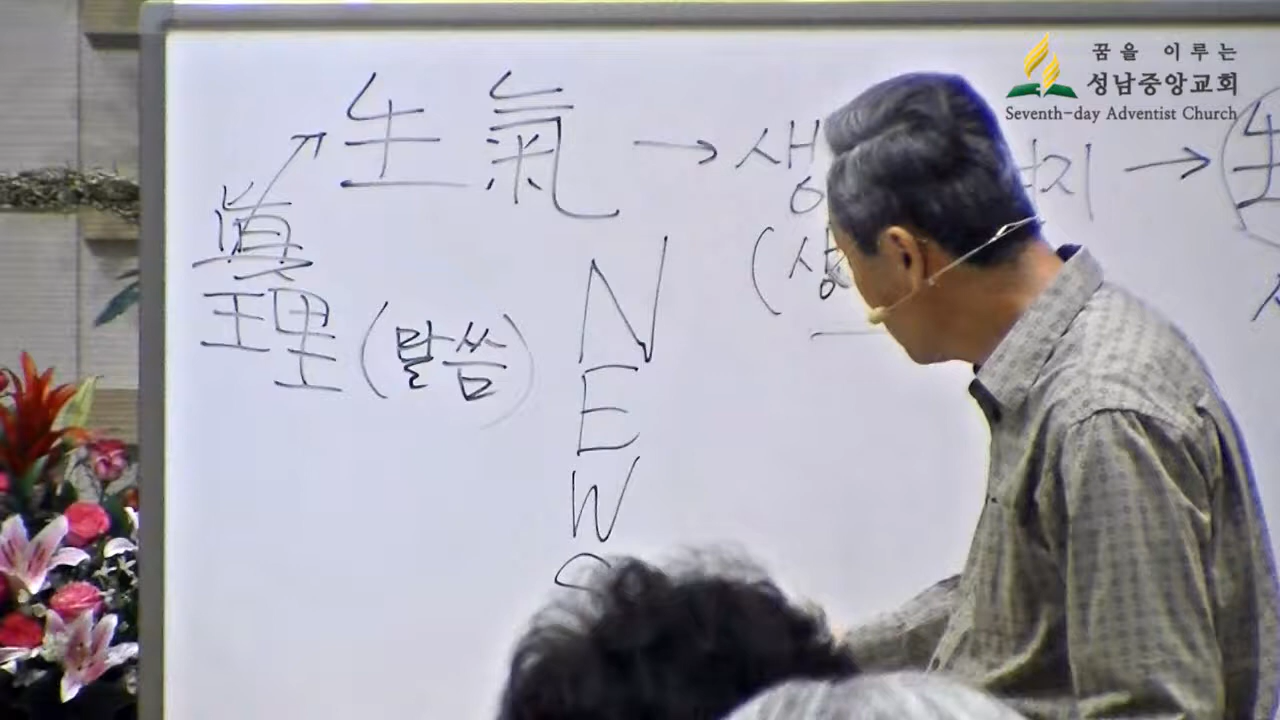 꿈을 이루는
성남중앙교회
Seventh-day Adventist Church
生氣 → 생
眞
理 (말씀)
N
E
W